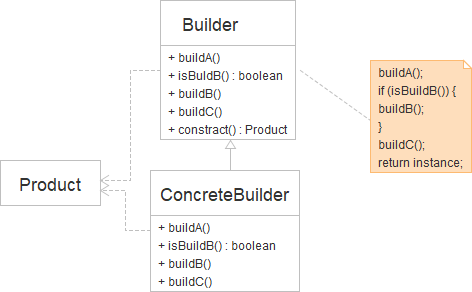 Builder
+ buildA()
+ isBuldB() : boolean
+ buildB()
+ buildC()
+ constract() : Product
buildA();
if (isBuildB()) {
buildB();
}
buildC();
return instance;
Product
ConcreteBuilder
+ buildA()
+ isBuildB() : boolean
+ buildB()
+ buildC()